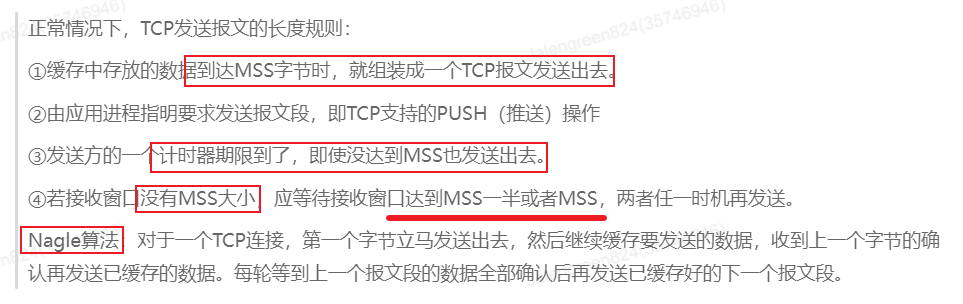 正常情况下，TCP发送报文的长度规则：
①缓存中存放的数据到达MSS字节时，就组装成一个TCP报文发送出去。
②由应用进程指明要求发送报文段，即TCP支持的PUSH（推送）操作
③发送方的一个计时器期限到了，即使没达到MSS也发送出去。
④若接收窗口没有MSS大小，应等待接收窗口达到MSS一半或者MSS，两者任一时机再发送。
Nagle算法：对于一个TCP连接，第一个字节立马发送出去，然后继续缓存要发送的数据，收到上一个字节的确
认再发送已缓存的数据。每轮等到上一个报文段的数据全部确认后再发送已缓存好的下一个报文段。